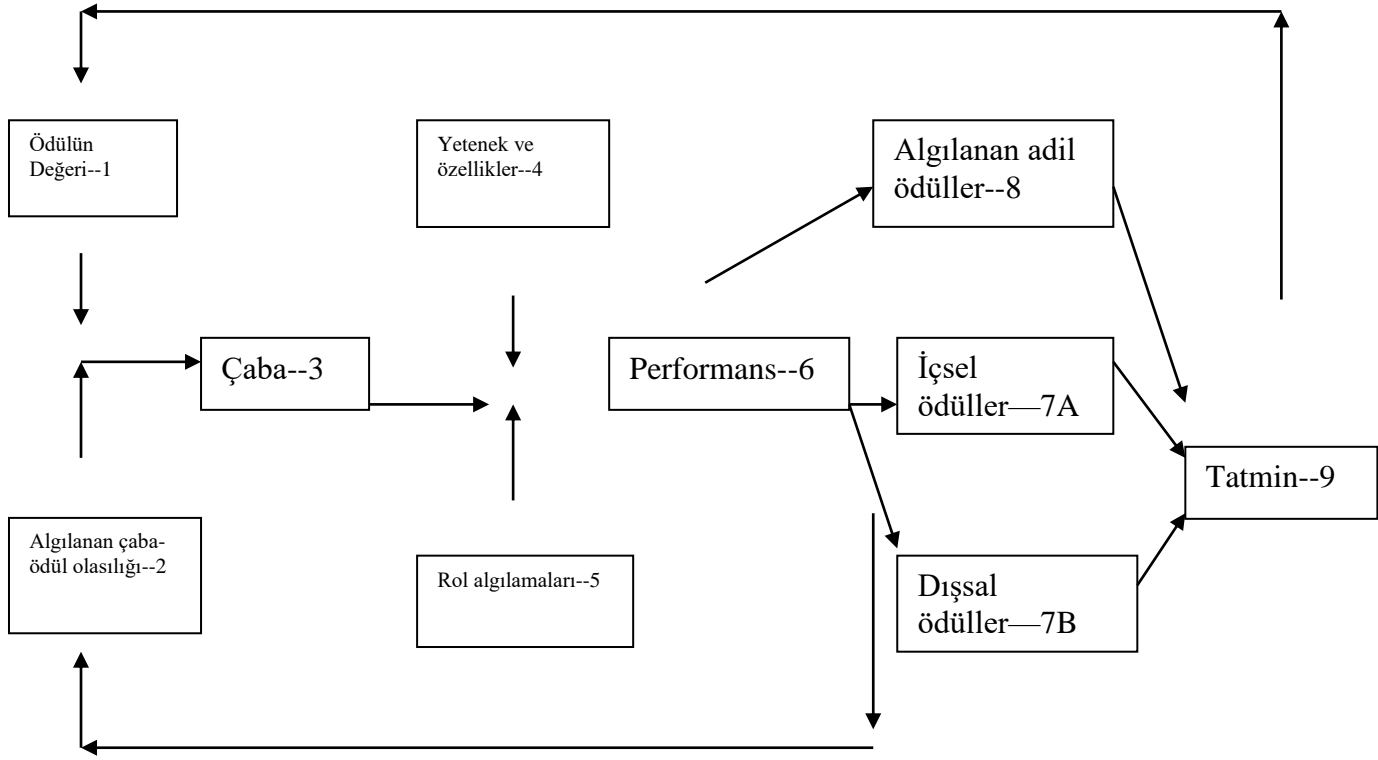 Ödülün
Değeri--1
Yetenek ve
özellikler--4
Algılanan adil
ödüller--8
Çaba--3
Performans--6
İçsel
ödüller—7A
Tatmin--9
Algılanan çaba-
ödül olasılığı--2
Rol algılamaları--5
Dışsal
ödüller—7B